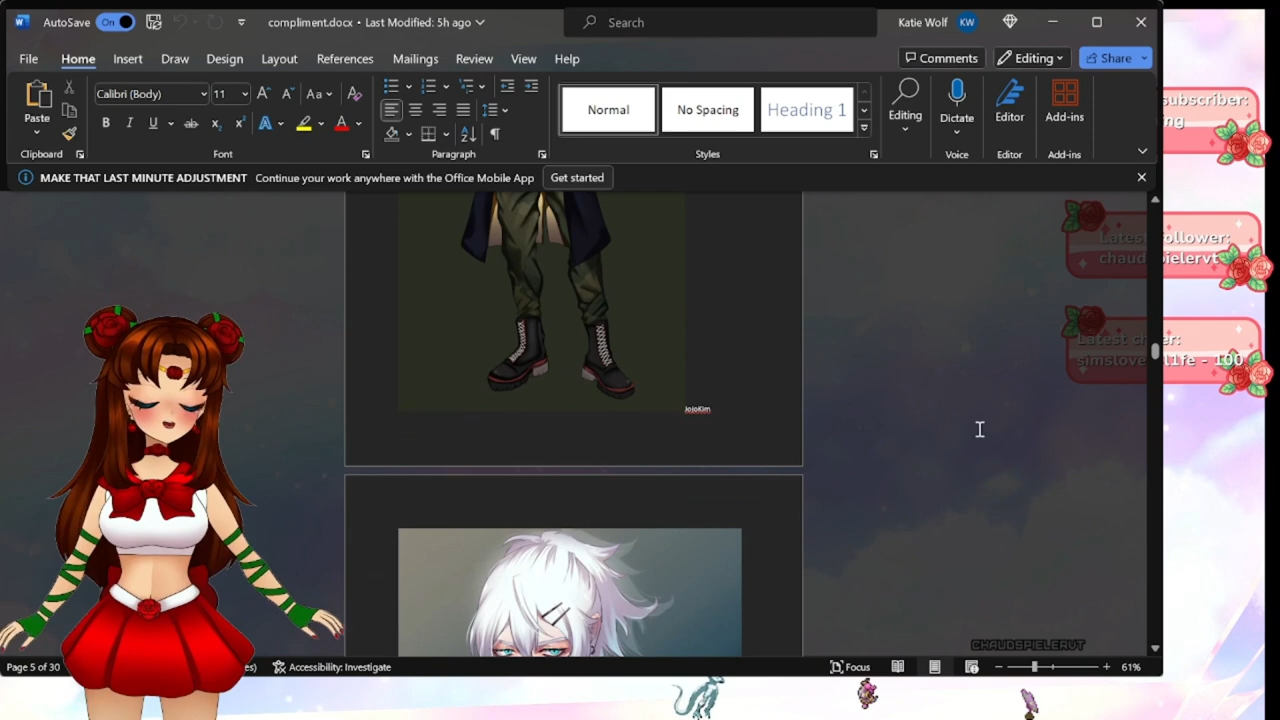 AutoSave On compliment.docx • Last Modified: 5h ago Search Katie Wolf KW
File Home Insert Draw Design Layout References Mailings Review View Help Comments Editing Share
Paste Calibri (Body) 11 Normal No Spacing Heading 1 Editing Dictate Editor Add-ins
Clipboard Font Paragraph Styles Voice Editor Add-ins
MAKE THAT LAST MINUTE ADJUSTMENT Continue your work anywhere with the Office Mobile App Get started
subscriber:
Latest follower:
chaudspielervt
JojoKim
CHAUDSPIELERVT
Page 5 of 30 Accessibility: Investigate Focus 61%